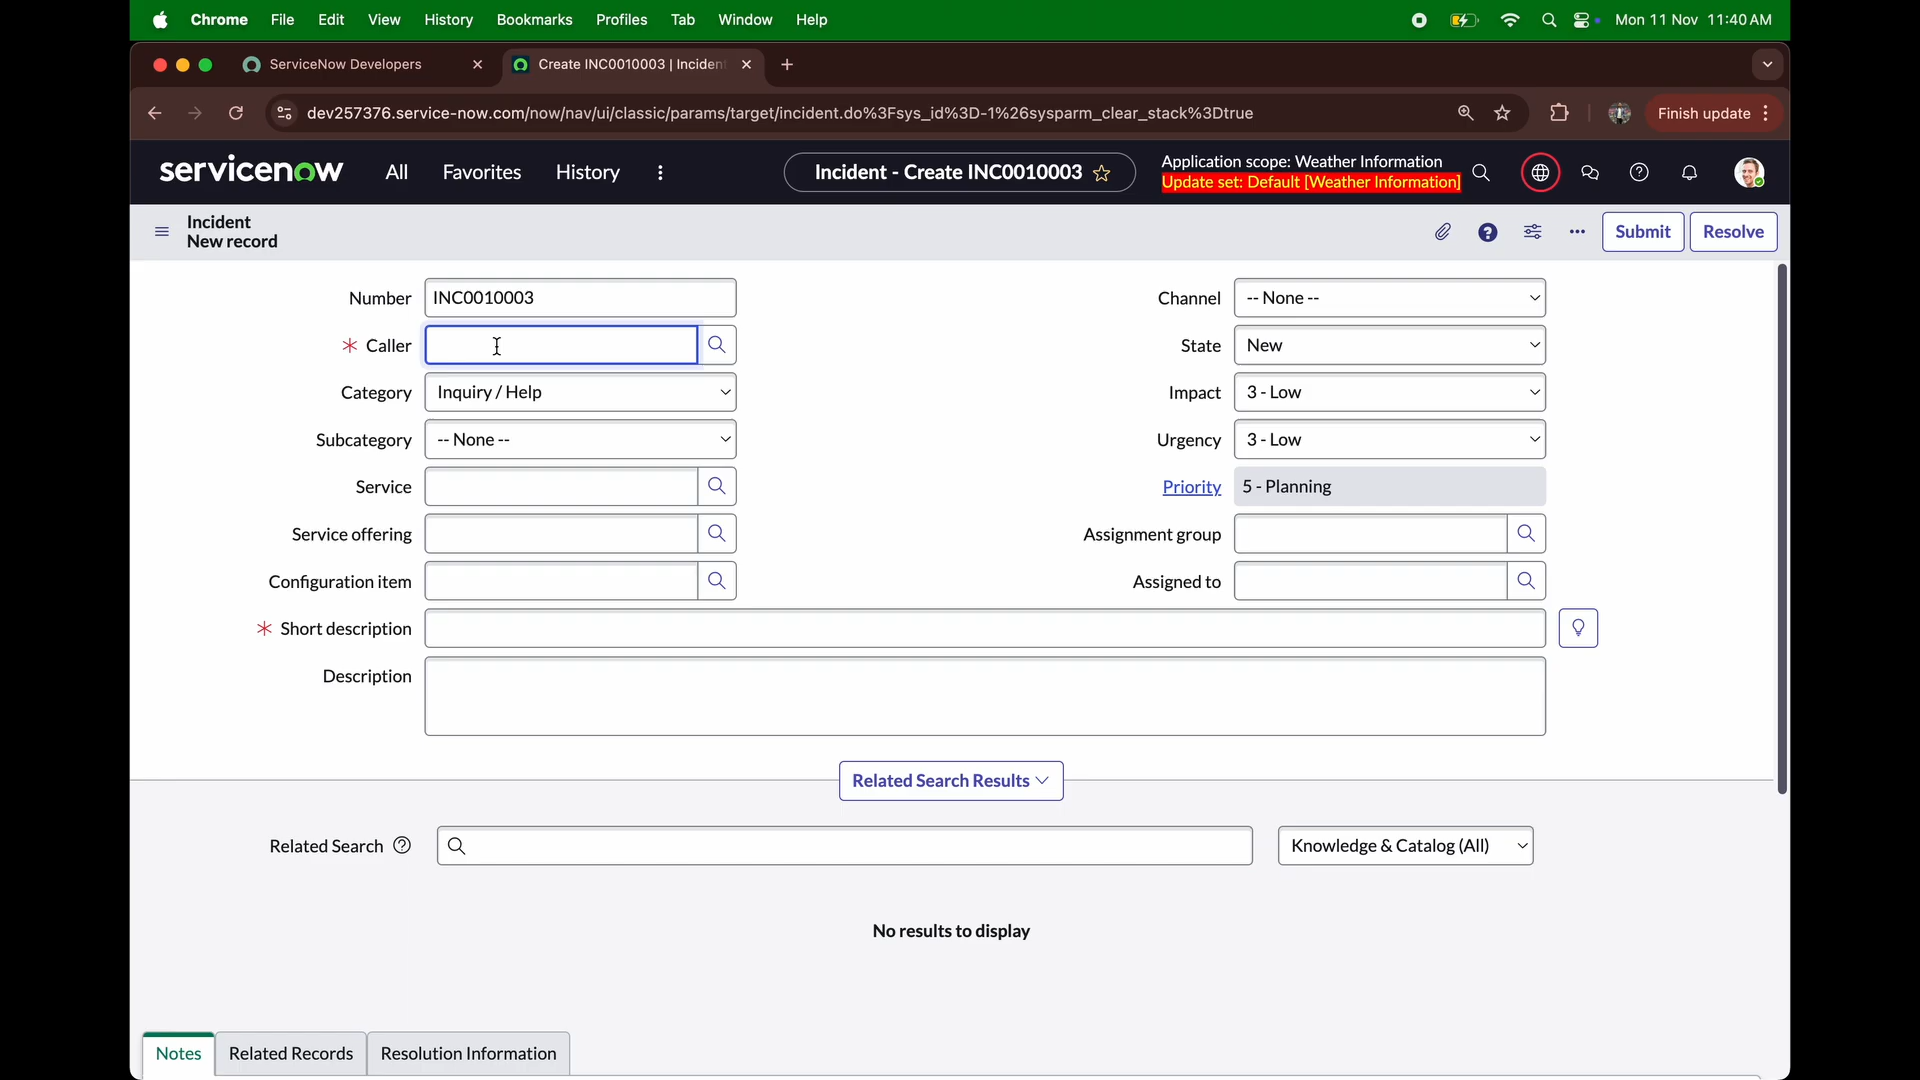 Chrome File Edit View History Bookmarks Profiles Tab Window Help Mon 11 Nov 11:40 AM
ServiceNow Developers Create INC0010003 | Inciden
dev257376.service-now.com/now/nav/ui/classic/params/target/incident.do%3Fsys_id%3D-1%26sysparm_clear_stack%3Dtrue Finish update
servicenow All Favorites History Incident - Create INC0010003 Application scope: Weather Information
Update set: Default [Weather Information]
Incident
New record
Submit Resolve
Number INC0010003 Channel -- None --
* Caller State New
Category Inquiry / Help Impact 3 - Low
Subcategory -- None -- Urgency 3 - Low
Service Priority 5 - Planning
Service offering Assignment group
Configuration item Assigned to
* Short description
Description
Related Search Results
Related Search Knowledge & Catalog (All)
No results to display
Notes Related Records Resolution Information